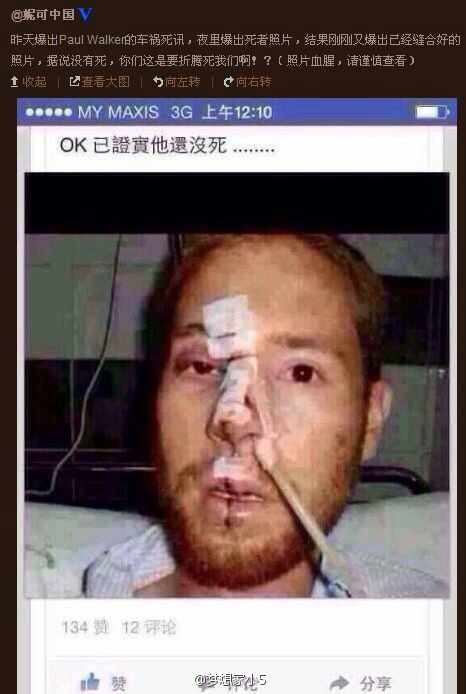 @妮可中国 V
昨天爆出Paul Walker的车祸死讯，夜里爆出死者照片，结果刚刚又爆出已经缝合好的
照片，据说没有死，你们这是要折腾死我们啊！？（照片血腥，请谨慎查看）
收起 | 查看大图 | 向左转 | 向右转
MY MAXIS 3G 上午12:10
OK 已證實他還沒死 ........
134 赞 12 评论
赞 评论 分享